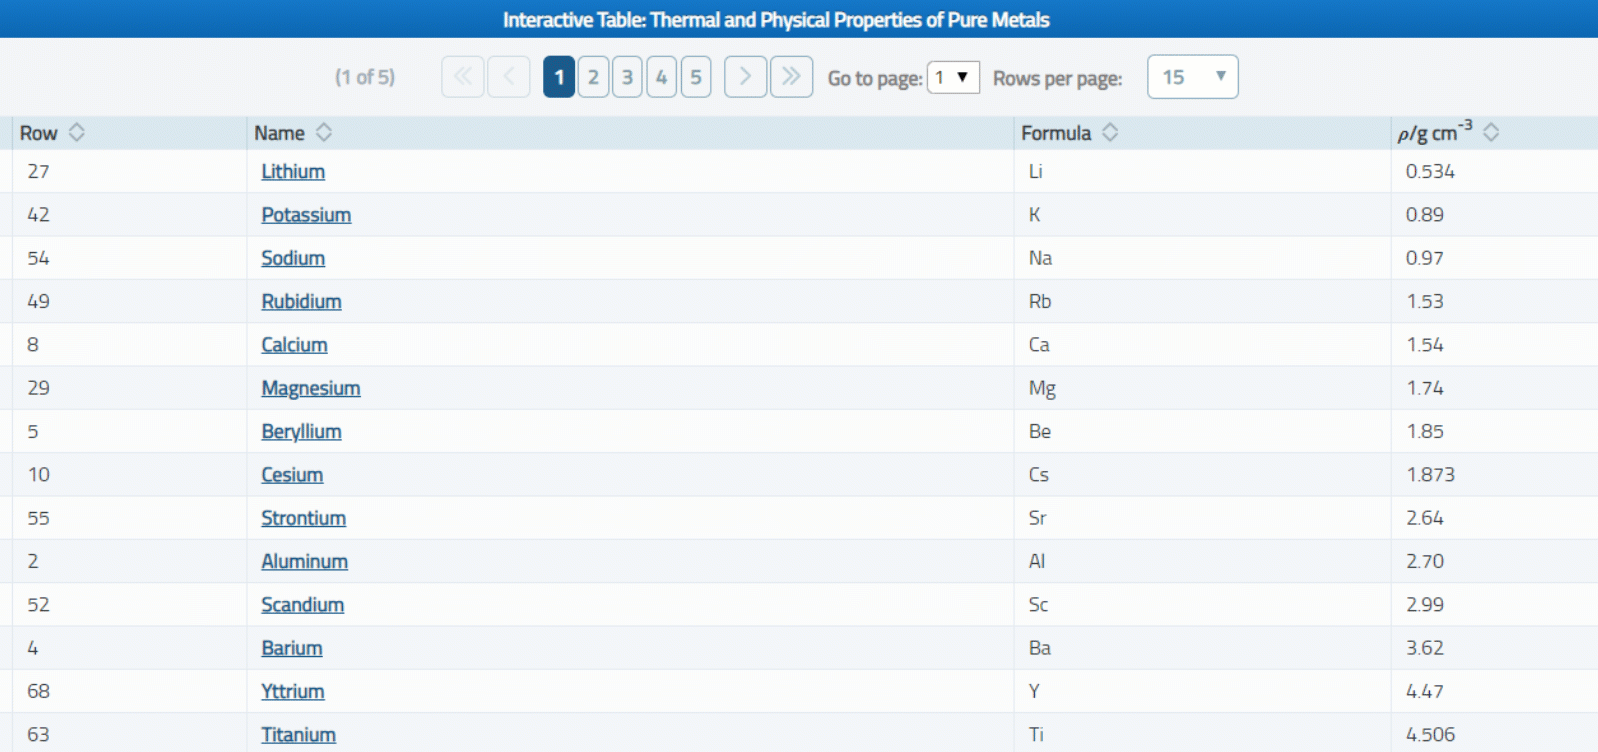 Interactive Table: Thermal and Physical Properties of Pure Metals
(1 of 5) 1 2 3 4 5 Go to page: 1 Rows per page: 15
Row Name Formula ρ/g cm⁻³
27 Lithium Li 0.534
42 Potassium K 0.89
54 Sodium Na 0.97
49 Rubidium Rb 1.53
8 Calcium Ca 1.54
29 Magnesium Mg 1.74
5 Beryllium Be 1.85
10 Cesium Cs 1.873
55 Strontium Sr 2.64
2 Aluminum Al 2.70
52 Scandium Sc 2.99
4 Barium Ba 3.62
68 Yttrium Y 4.47
63 Titanium Ti 4.506